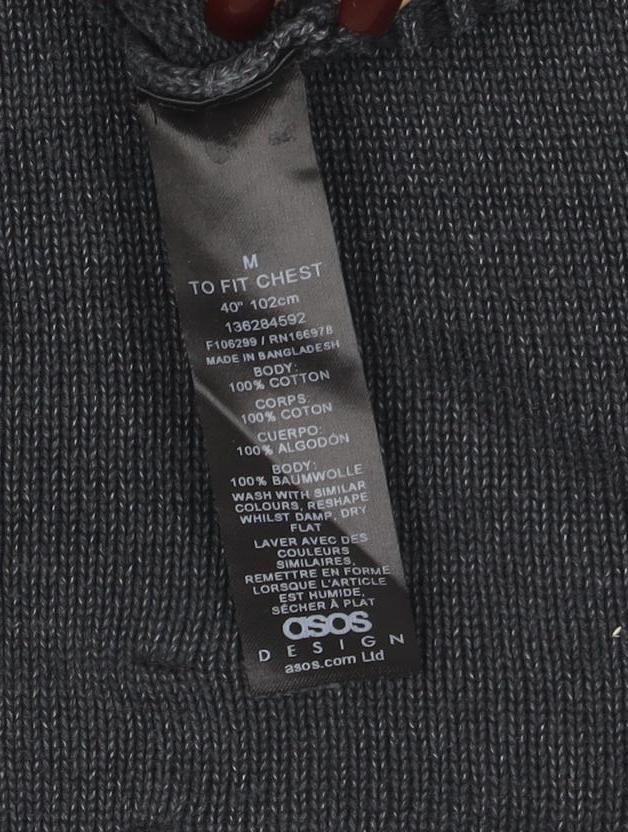 M
TO FIT CHEST
40" 102cm
136284592
F106299 / RN166978
MADE IN BANGLADESH
BODY:
100% COTTON
CORPS:
100% COTON
CUERPO:
100% ALGODÓN
BODY:
100% BAUMWOLLE
WASH WITH SIMILAR
COLOURS, RESHAPE
WHILST DAMP, DRY
FLAT
LAVER AVEC DES
COULEURS
SIMILAIRES,
REMETTRE EN FORME
LORSQUE L'ARTICLE
EST HUMIDE,
SÉCHER À PLAT
asos
DESIGN
asos.com Ltd